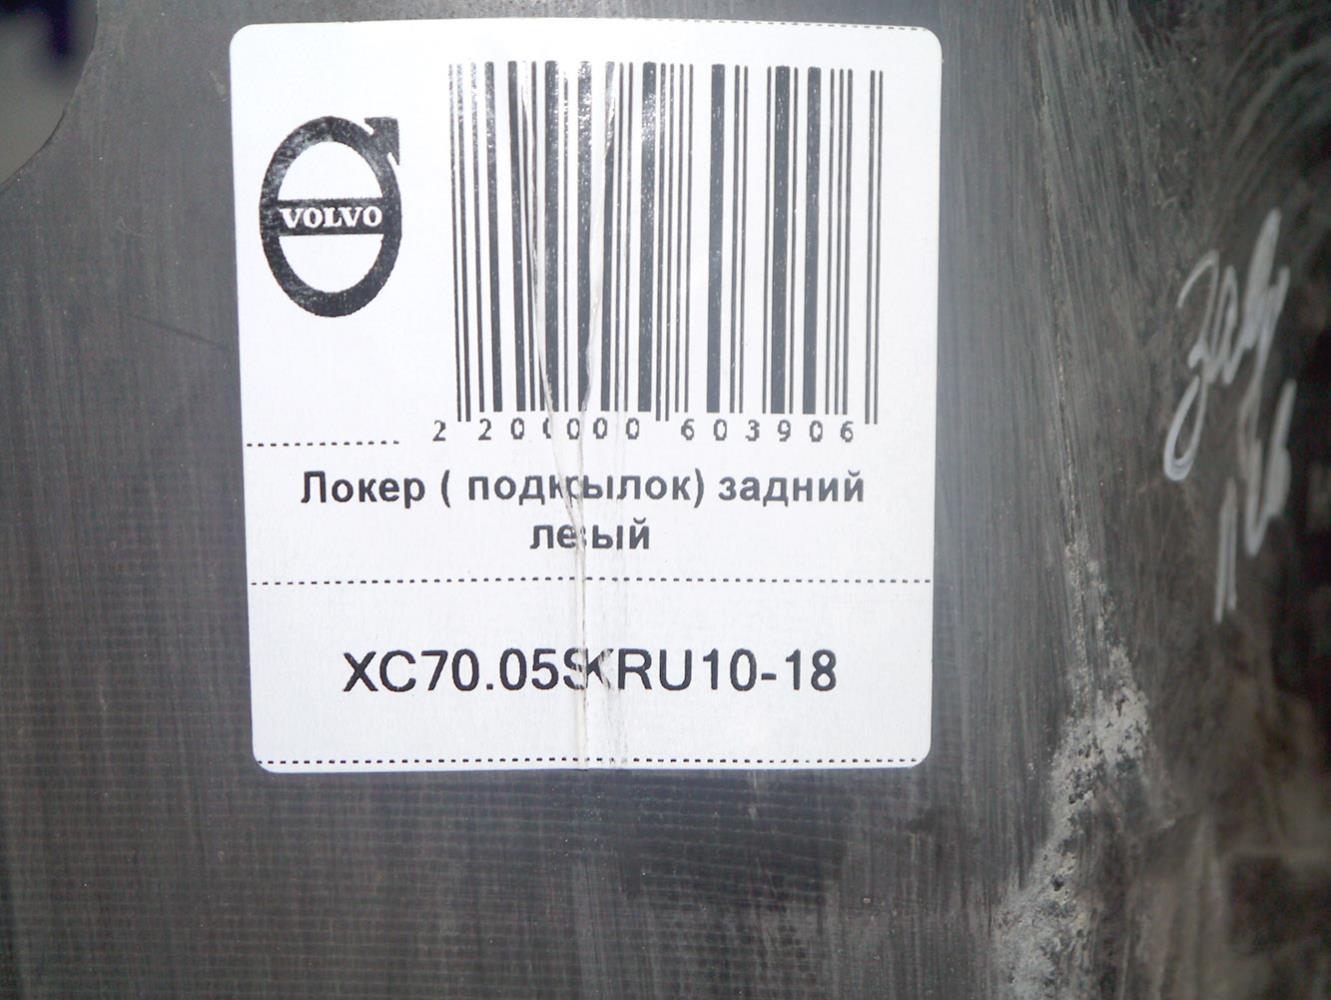 VOLVO
2 200000 603906
Локер ( подкрылок) задний
левый
XC70.05SKRU10-18